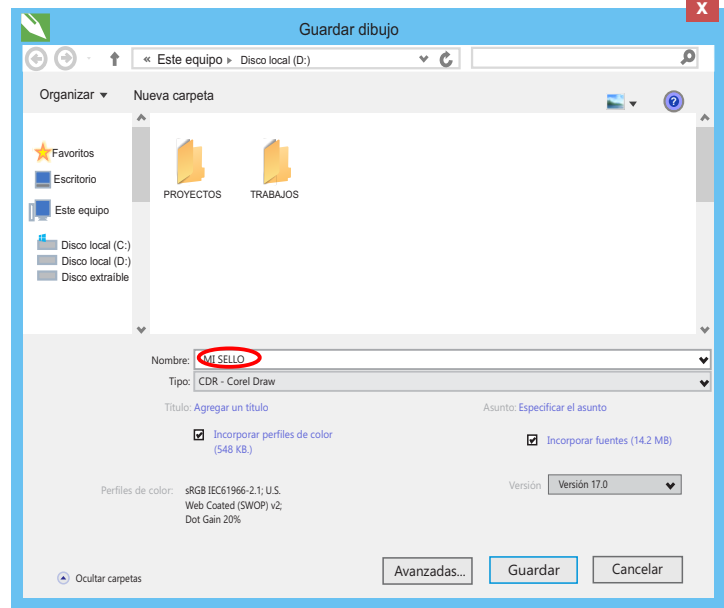 X
Guardar dibujo
« Este equipo Disco local (D:)
Organizar Nueva carpeta
?
Favoritos
Escritorio
Este equipo
Disco local (C:)
Disco local (D:)
Disco extraíble
PROYECTOS TRABAJOS
Nombre: MI SELLO
Tipo: CDR - Corel Draw
Titulo: Agregar un título Asunto: Especificar el asunto
Incorporar perfiles de color
(548 KB.)
Incorporar fuentes (14.2 MB)
Perfiles de color: sRGB IEC61966-2.1; U.S.
Web Coated (SWOP) v2;
Dot Gain 20%
Versión Versión 17.0
Ocultar carpetas Avanzadas... Guardar Cancelar